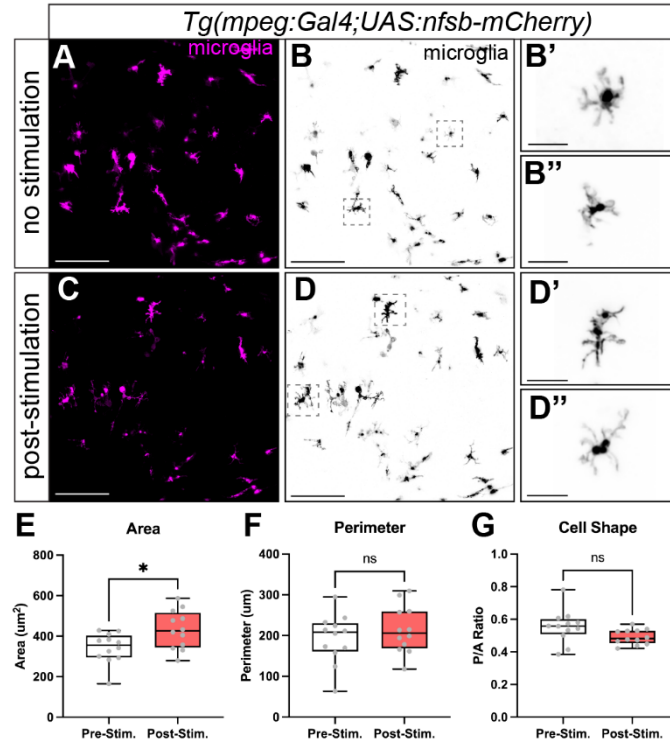 Tg(mpeg:Gal4;UAS:nfsb-mCherry)
A microglia
B microglia
B’
B”
no stimulation
C
D
D’
D”
post-stimulation
E Area
*
Area (um²)
800
600
400
200
0
Pre-Stim. Post-Stim.
F Perimeter
ns
Perimeter (um)
400
300
200
100
0
Pre-Stim. Post-Stim.
G Cell Shape
ns
P/A Ratio
1.0
0.8
0.6
0.4
0.2
0.0
Pre-Stim. Post-Stim.